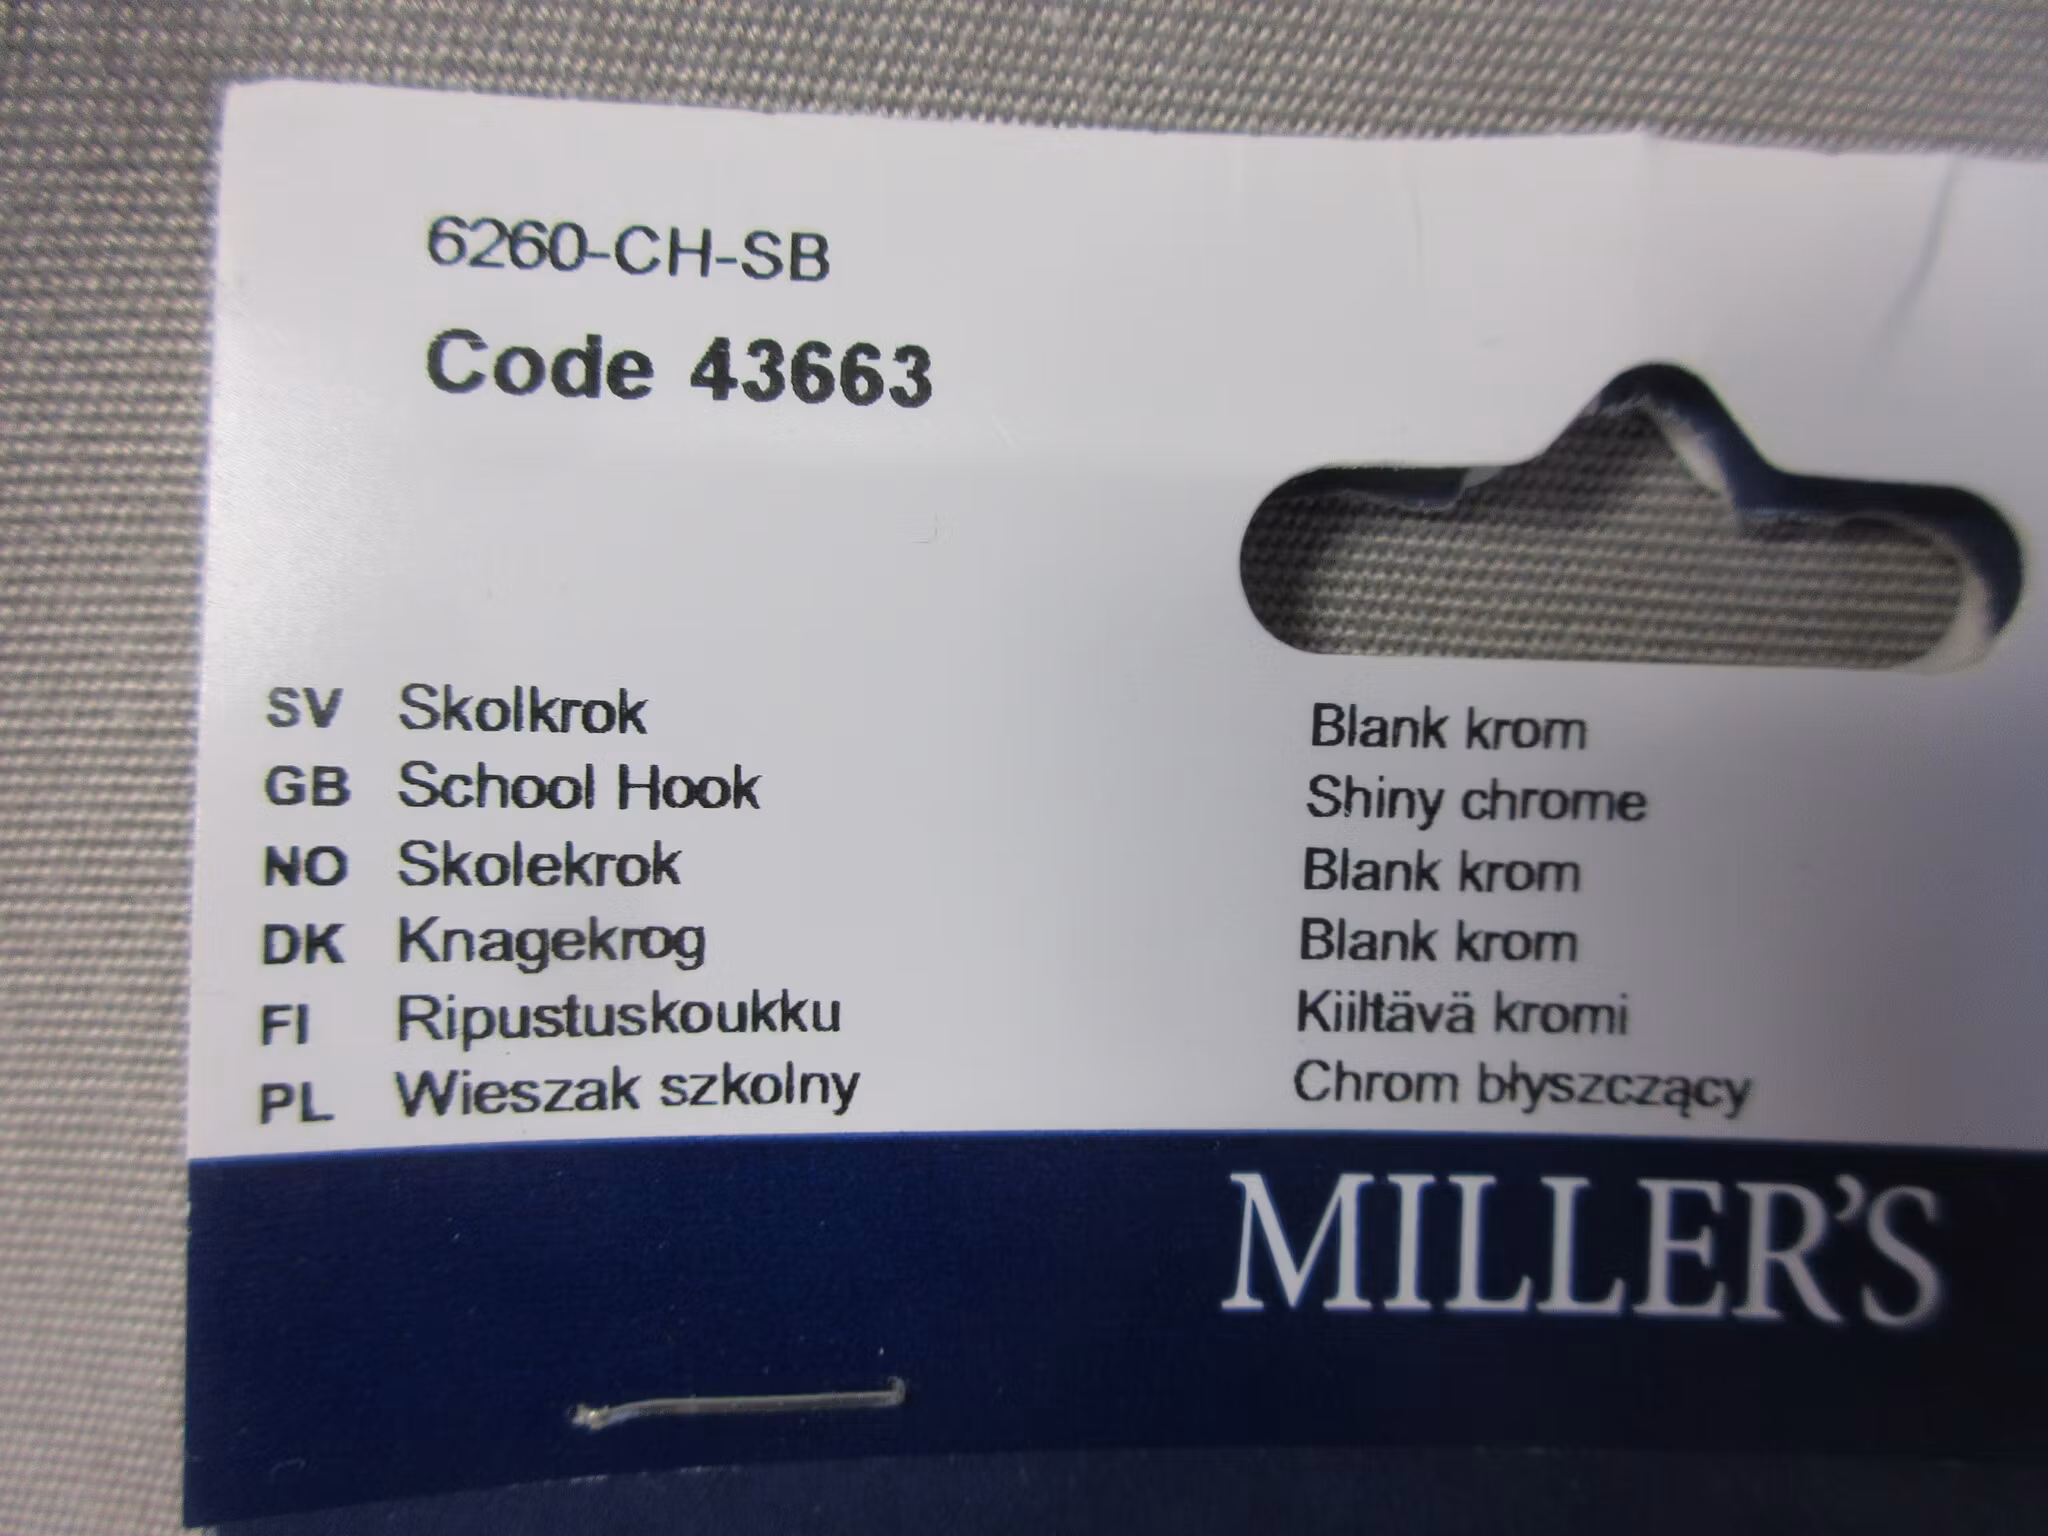 6260-CH-SB
Code 43663
SV Skolkrok Blank krom
GB School Hook Shiny chrome
NO Skolekrok Blank krom
DK Knagekrog Blank krom
FI Ripustuskoukku Kiiltävä kromi
PL Wieszak szkolny Chrom błyszczący
MILLER'S